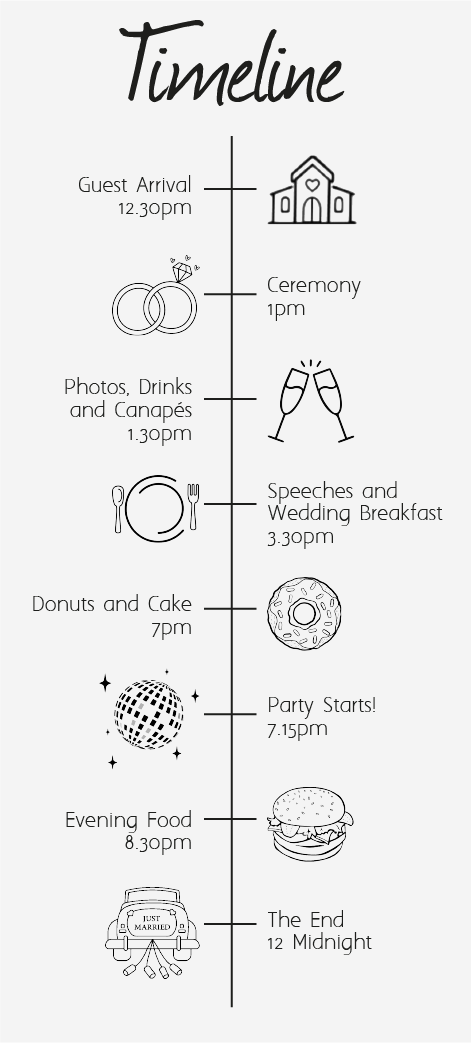 Timeline
Guest Arrival
12.30pm
Ceremony
1pm
Photos, Drinks
and Canapés
1.30pm
Speeches and
Wedding Breakfast
3.30pm
Donuts and Cake
7pm
Party Starts!
7.15pm
Evening Food
8.30pm
JUST
MARRIED
The End
12 Midnight